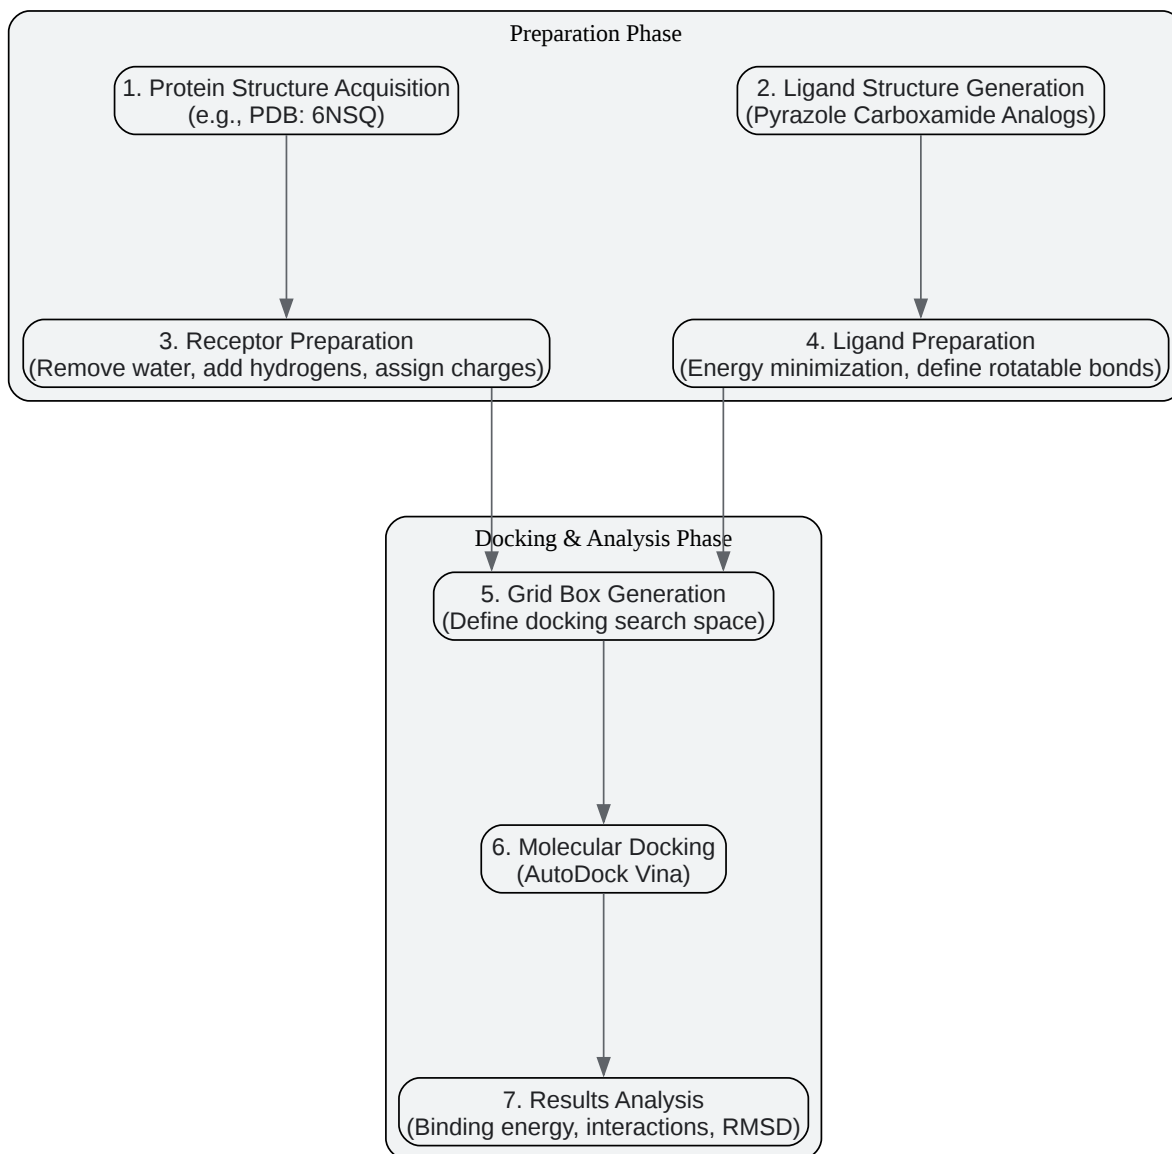 Preparation Phase
1. Protein Structure Acquisition
(e.g., PDB: 6NSQ)
2. Ligand Structure Generation
(Pyrazole Carboxamide Analogs)
3. Receptor Preparation
(Remove water, add hydrogens, assign charges)
4. Ligand Preparation
(Energy minimization, define rotatable bonds)
Docking & Analysis Phase
5. Grid Box Generation
(Define docking search space)
6. Molecular Docking
(AutoDock Vina)
7. Results Analysis
(Binding energy, interactions, RMSD)